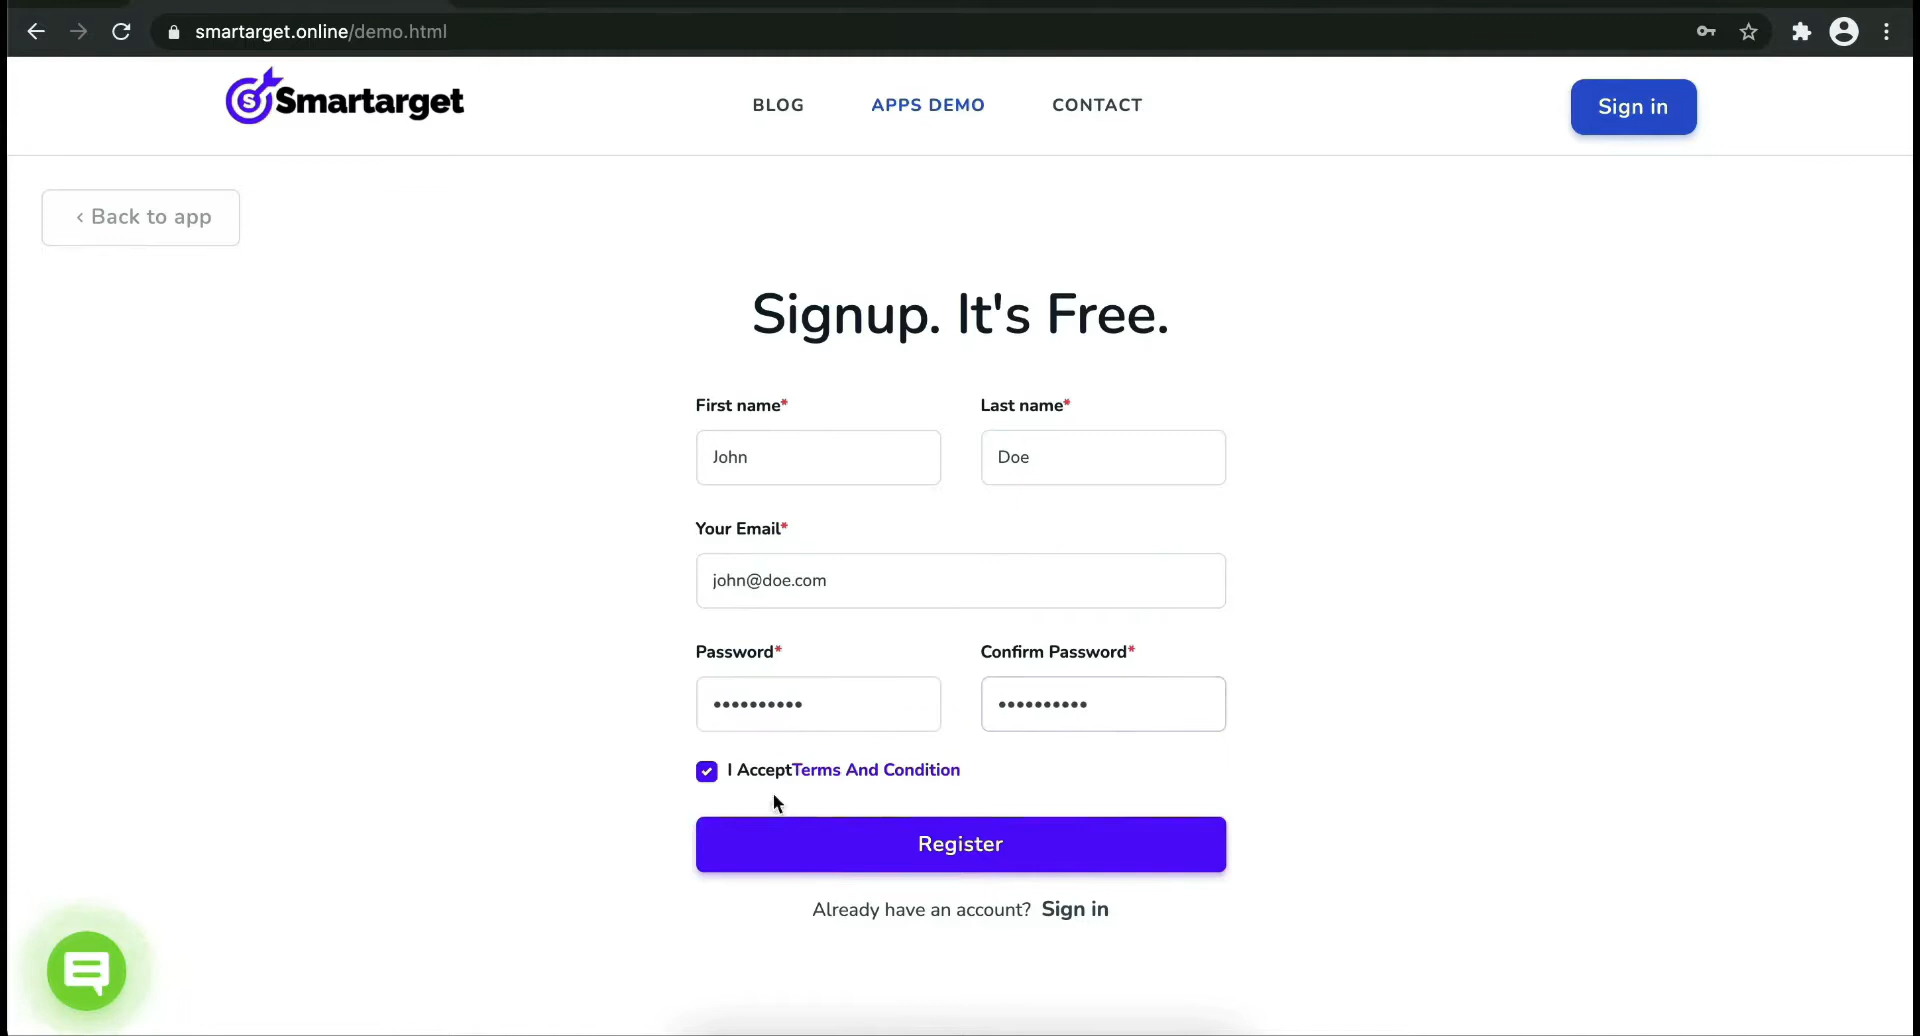 smartarget.online/demo.html
Smartarget
BLOG
APPS DEMO
CONTACT
Sign in
‹ Back to app
Signup. It's Free.
First name*
Last name*
John
Doe
Your Email*
john@doe.com
Password*
Confirm Password*
••••••••••
••••••••••
I AcceptTerms And Condition
Register
Already have an account? Sign in